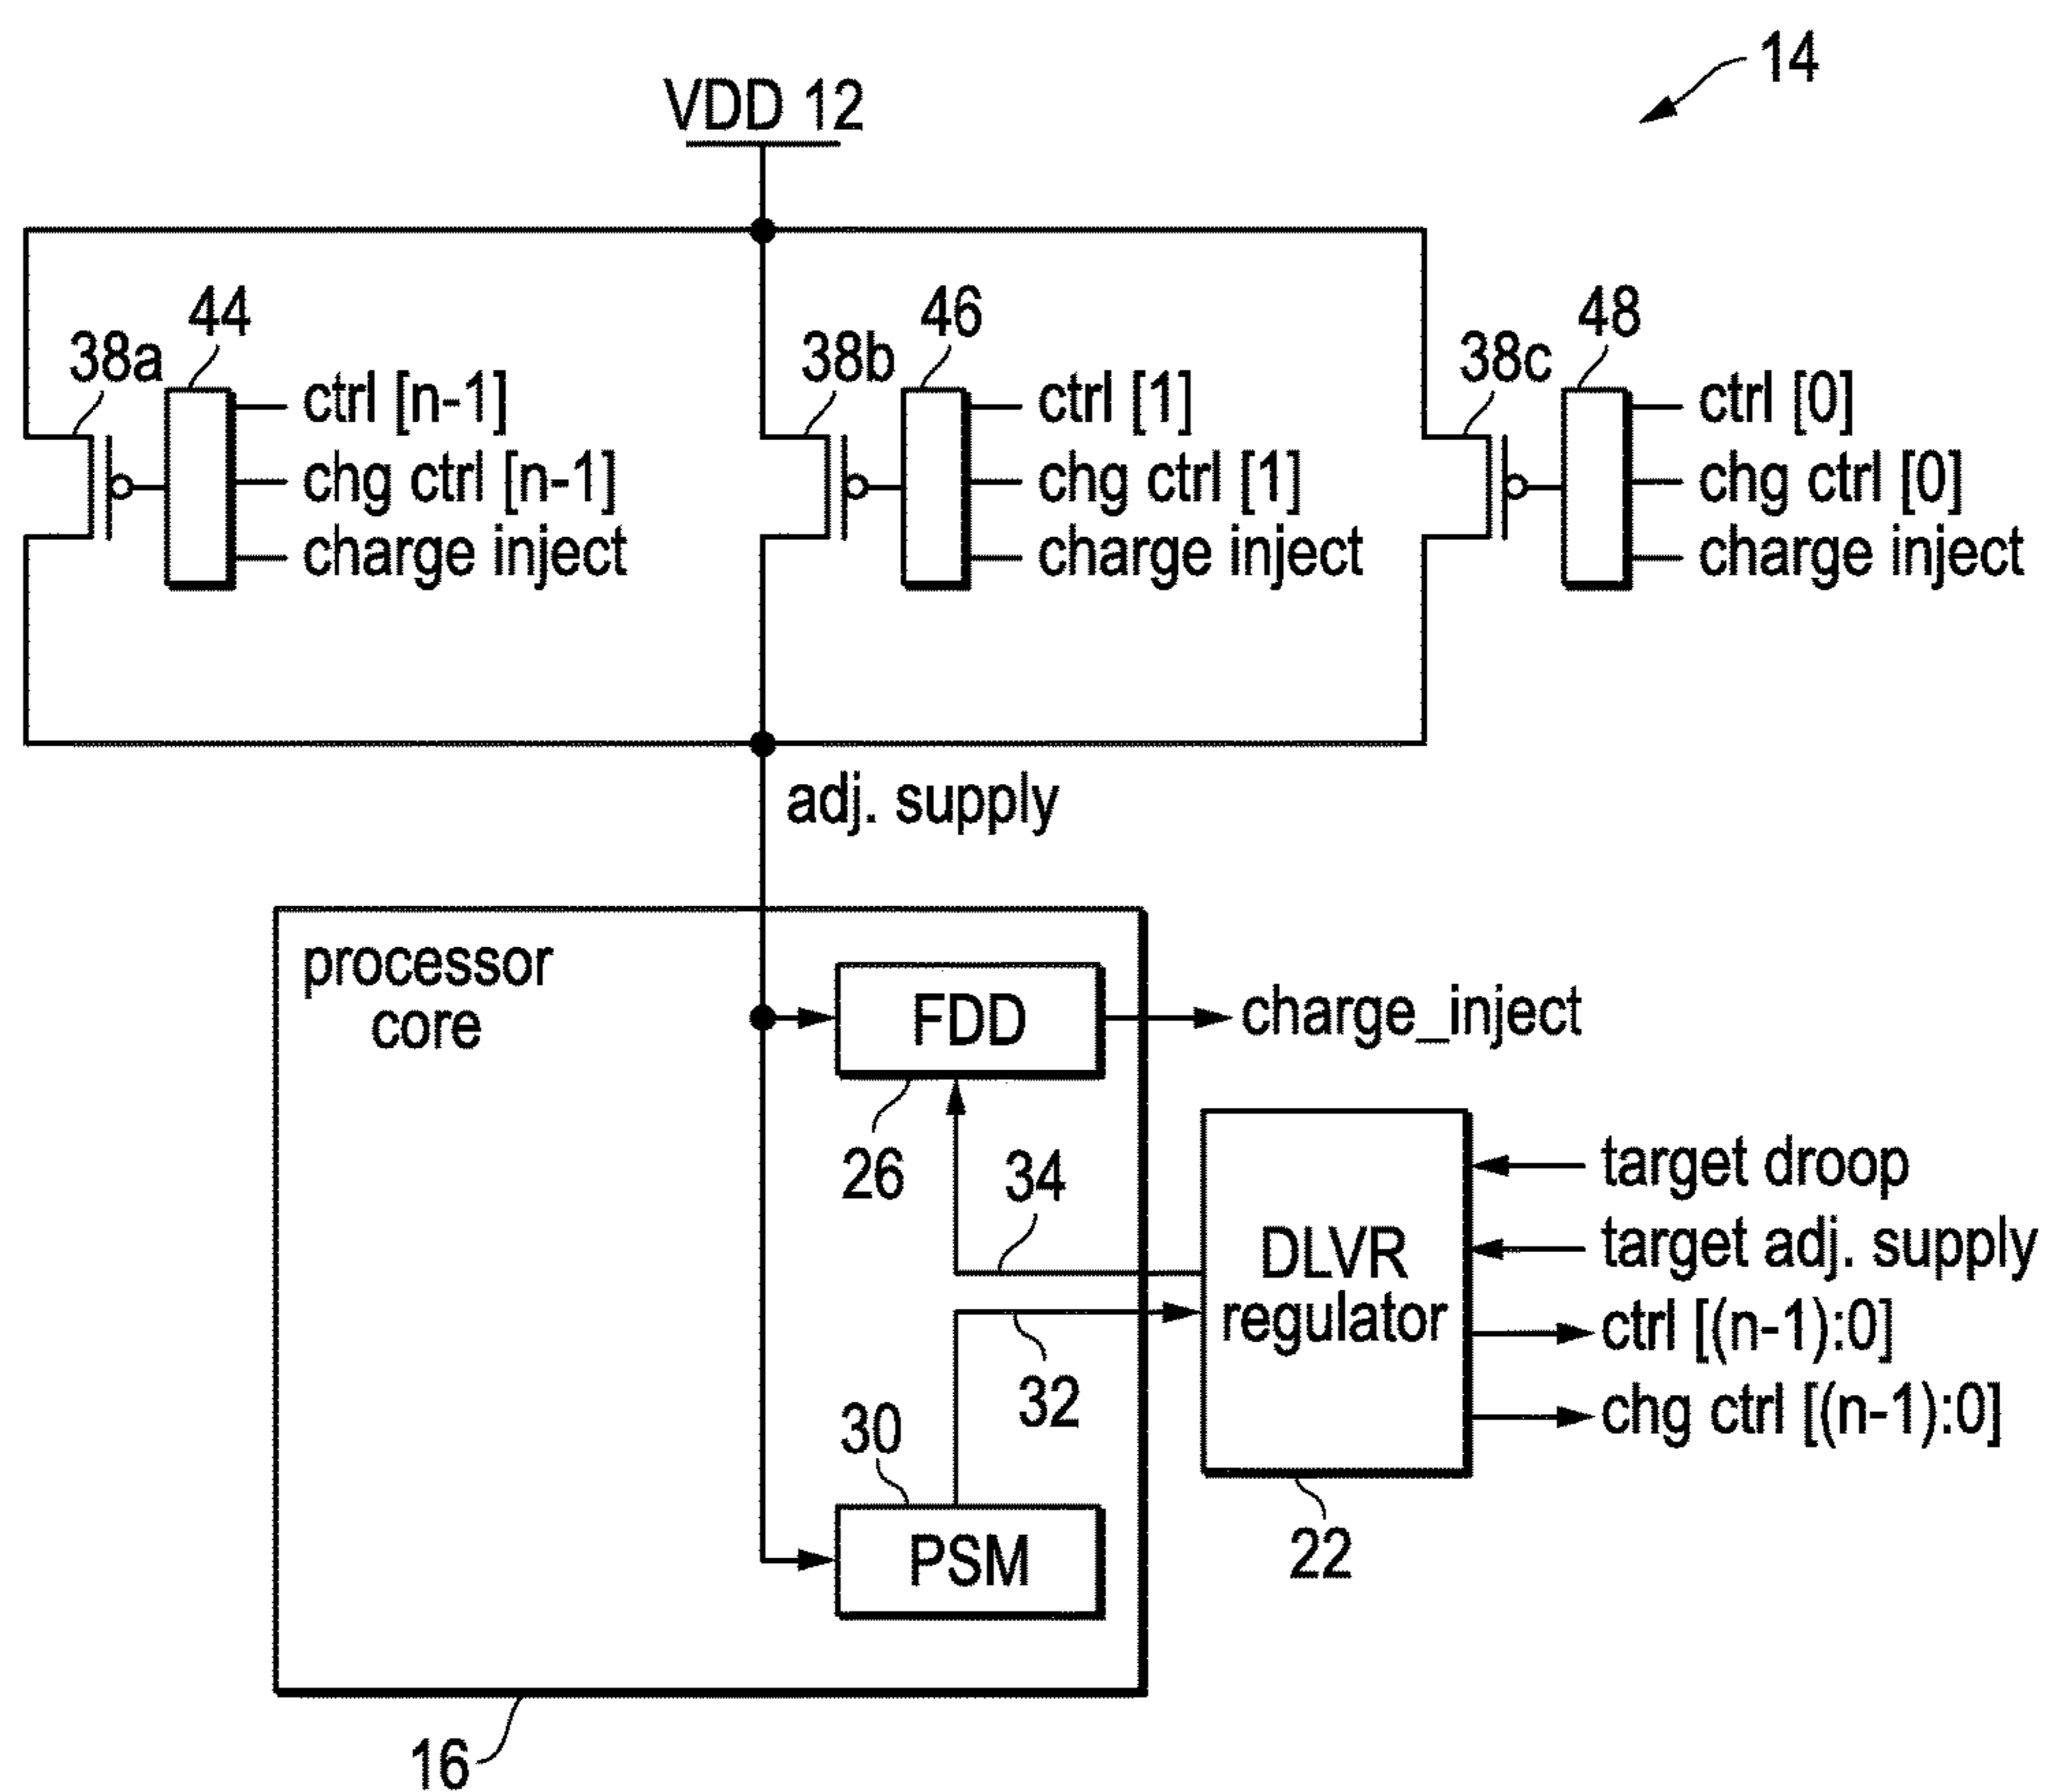 14
VDD 12
44
46
48
38a
38b
38c
ctrl [n-1]
chg ctrl [n-1]
charge inject
ctrl [1]
chg ctrl [1]
charge inject
ctrl [0]
chg ctrl [0]
charge inject
adj. supply
processor
core
FDD
charge_inject
26
34
DLVR
regulator
target droop
target adj. supply
ctrl [(n-1):0]
chg ctrl [(n-1):0]
32
30
PSM
22
16